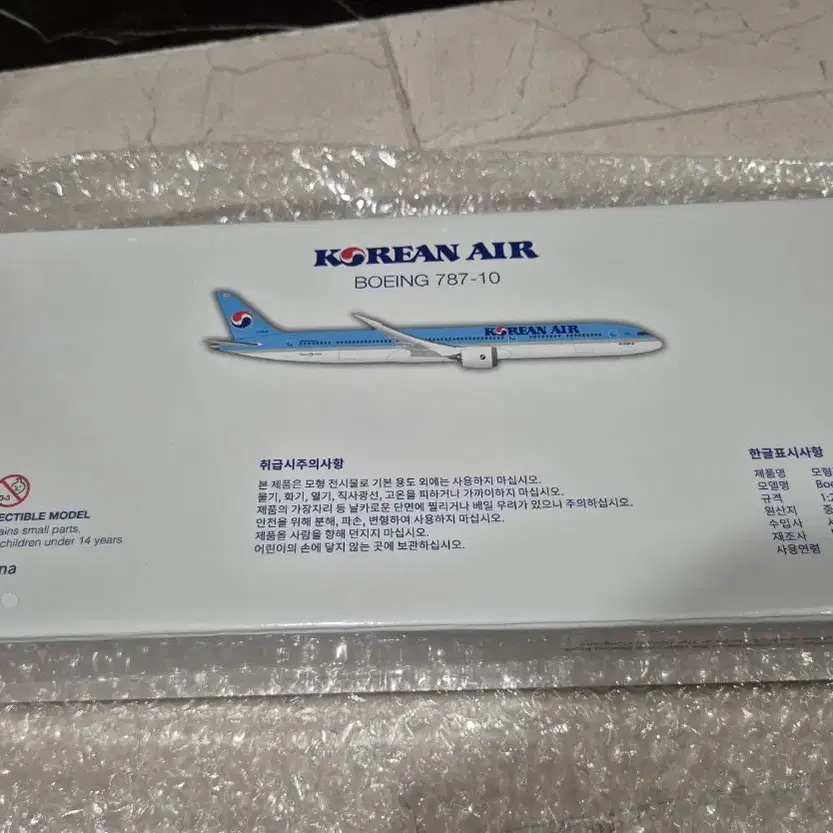 KOREAN AIR
BOEING 787-10
KOREAN AIR
0-3
취급시주의사항
본 제품은 모형 전시물로 기본 용도 외에는 사용하지 마십시오.
물기, 화기, 열기, 직사광선, 고온을 피하거나 가까이하지 마십시오.
제품의 가장자리 등 날카로운 단면에 찔리거나 베일 우려가 있으니 주의하십시오.
안전을 위해 분해, 파손, 변형하여 사용하지 마십시오.
제품을 사람을 향해 던지지 마십시오.
어린이의 손에 닿지 않는 곳에 보관하십시오.
ECTIBLE MODEL
ains small parts.
children under 14 years
na
한글표시사항
제품명 모형
모델명 Boe
규격 1:2
원산지 중
수입사
제조사
사용연령